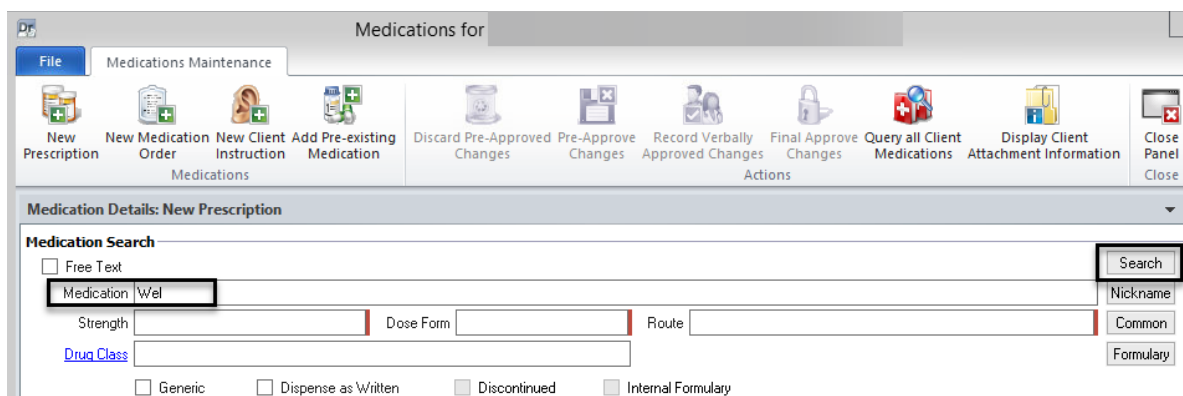 Dr
Medications for
File Medications Maintenance
New Prescription
New Medication Order
New Client Instruction
Add Pre-existing Medication
Discard Pre-Approved Changes
Pre-Approve Changes
Record Verbally Approved Changes
Final Approve Changes
Query all Client Medications
Display Client Attachment Information
Close Panel
Medications Actions Close
Medication Details: New Prescription
Medication Search
Free Text Search
Medication Wel Nickname
Strength Dose Form Route Common
Drug Class Formulary
Generic Dispense as Written Discontinued Internal Formulary